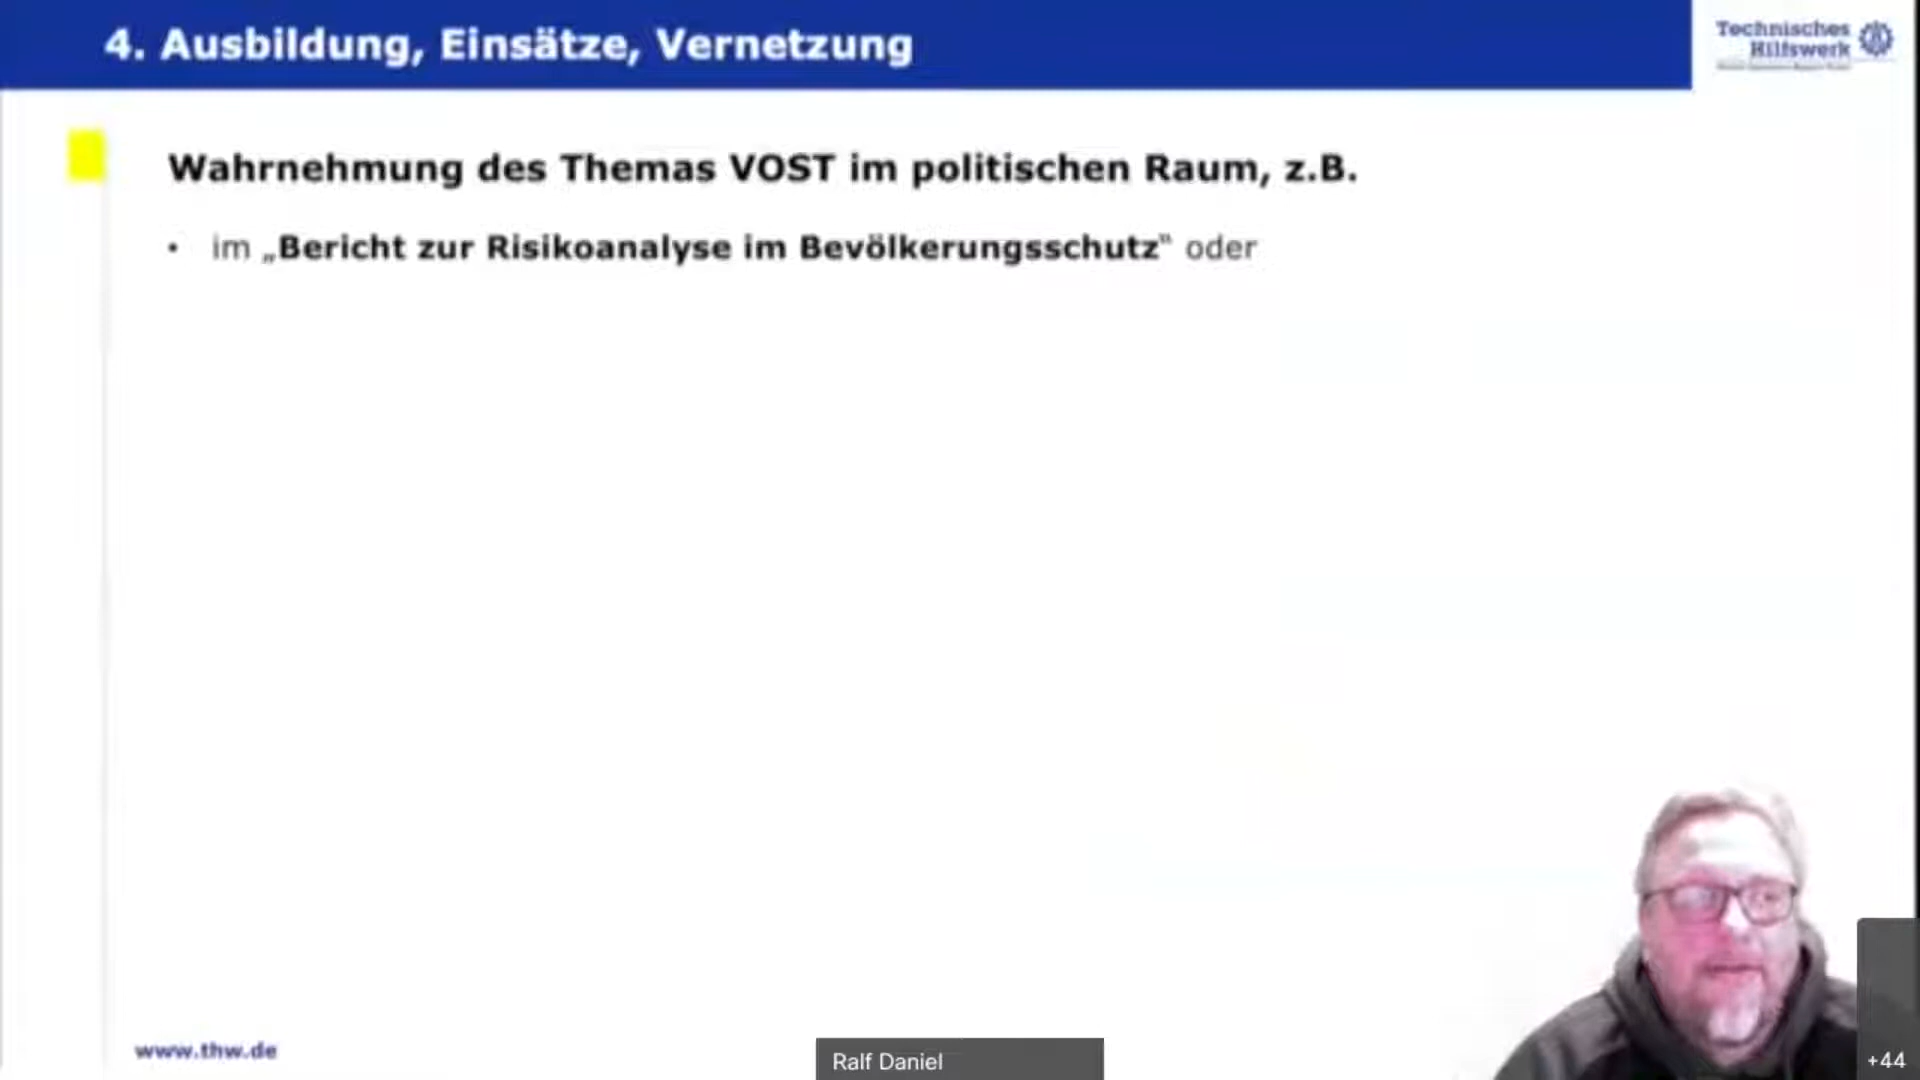 4. Ausbildung, Einsätze, Vernetzung
Technisches
Hilfswerk
Wahrnehmung des Themas VOST im politischen Raum, z.B.
• im „Bericht zur Risikoanalyse im Bevölkerungsschutz“ oder
www.thw.de
Ralf Daniel
+44